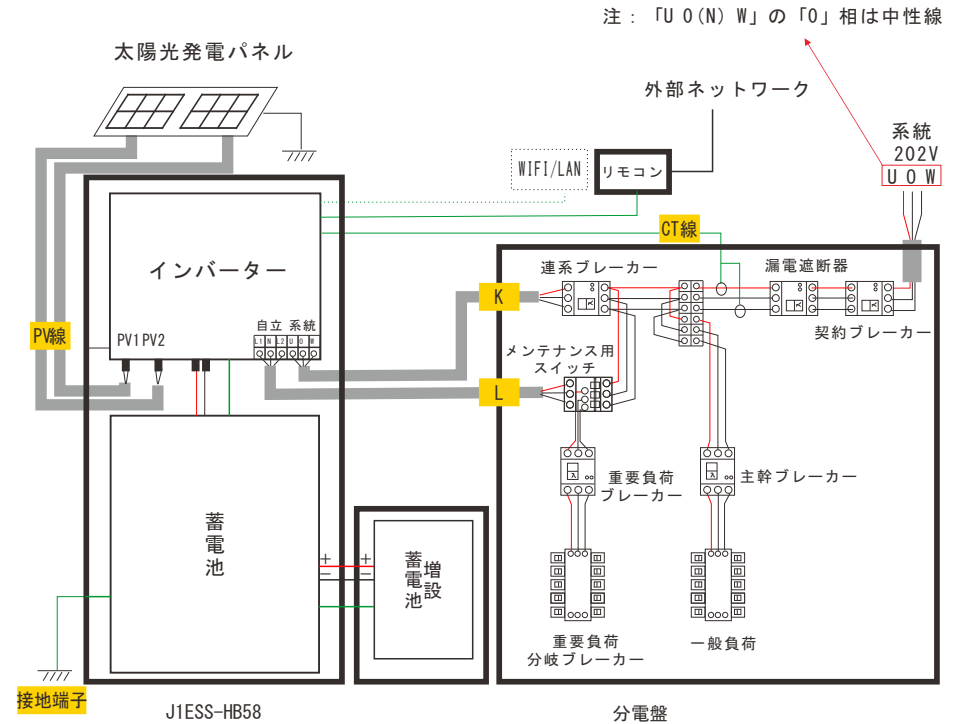 注：「U O(N) W」の「O」相は中性線
太陽光発電パネル
外部ネットワーク
系統
202V
U O W
WIFI/LAN
リモコン
CT線
インバーター
連系ブレーカー
漏電遮断器
K
契約ブレーカー
PV線
PV1 PV2
自立 系統
L1 N L2 U O W
メンテナンス用
スイッチ
L
重要負荷
ブレーカー
主幹ブレーカー
蓄電池
+ +
− −
増設
蓄電池
重要負荷
分岐ブレーカー
一般負荷
接地端子
J1ESS-HB58
分電盤